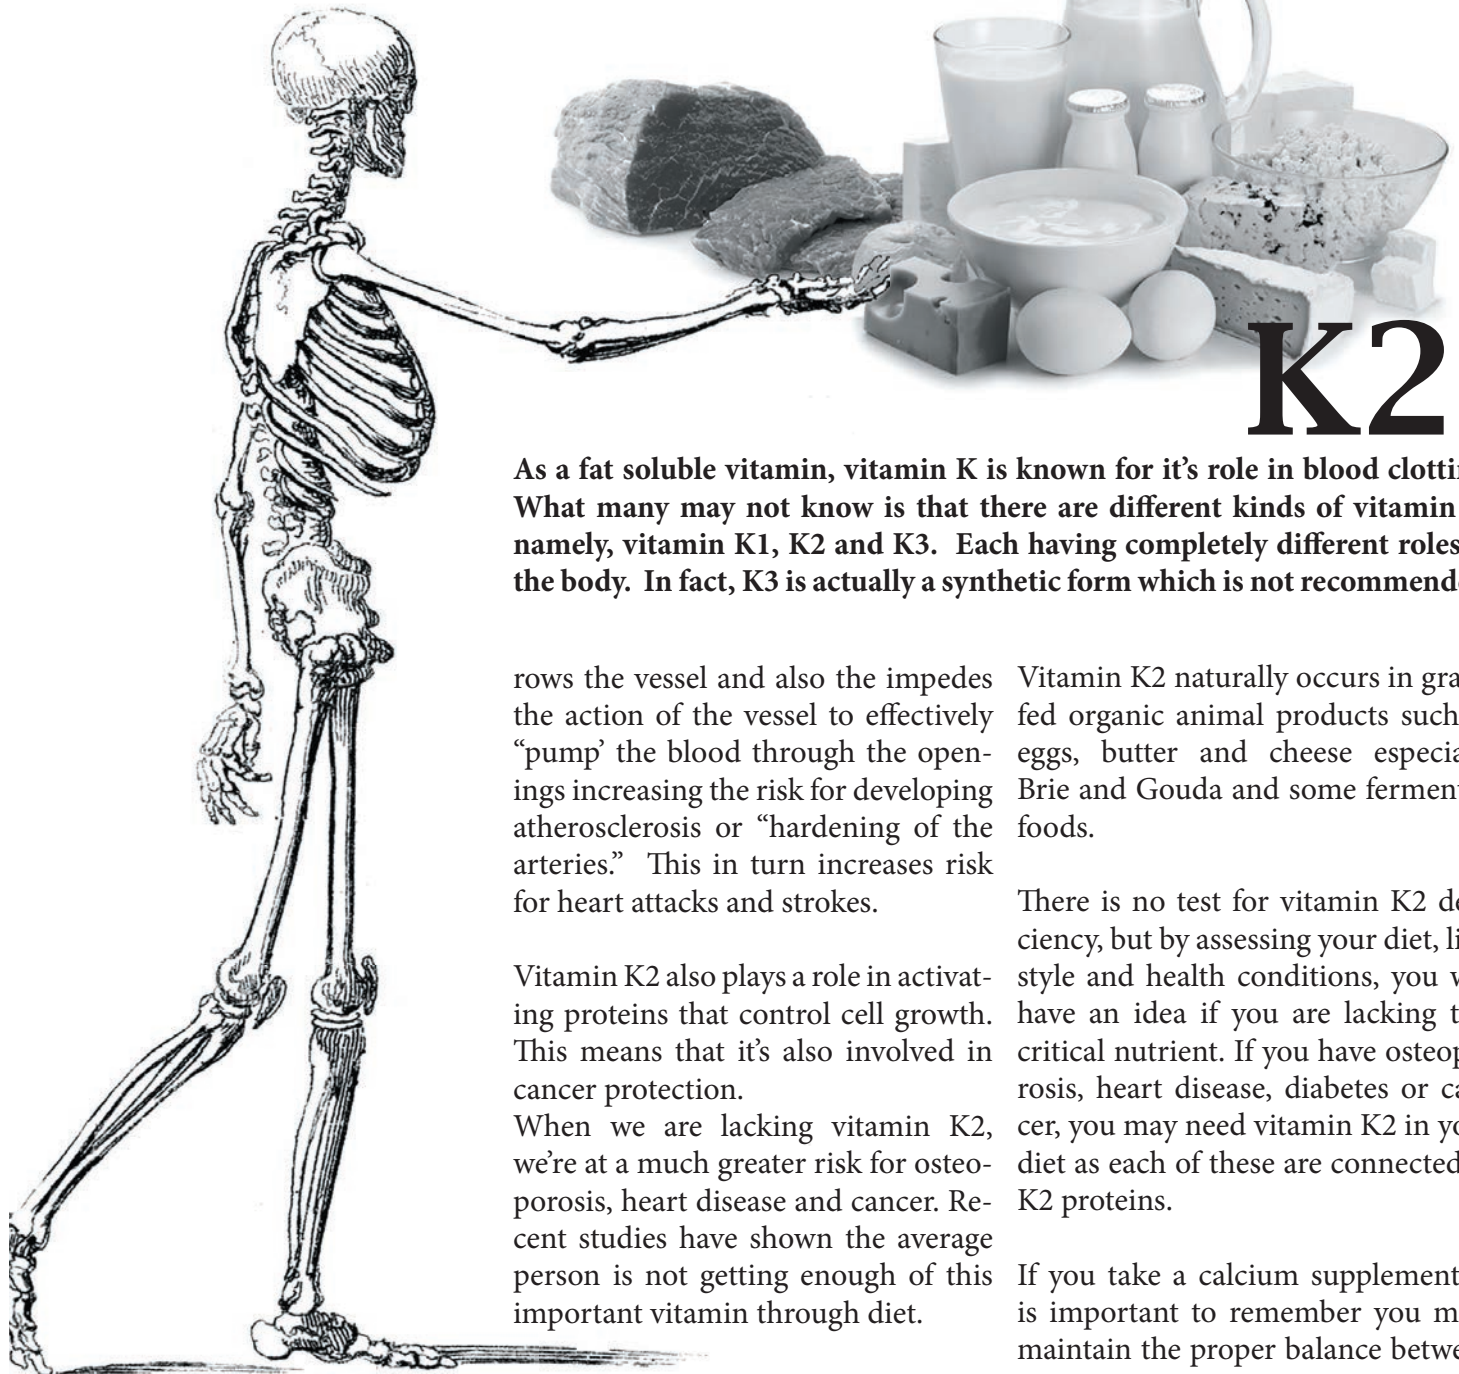 K2
As a fat soluble vitamin, vitamin K is known for it’s role in blood
What many may not know is that there are different kinds of vitamin
namely, vitamin K1, K2 and K3. Each having completely different roles
the body. In fact, K3 is actually a synthetic form which is not
rows the vessel and also the impedes
the action of the vessel to effectively
“pump’ the blood through the open-
ings increasing the risk for developing
atherosclerosis or “hardening of the
arteries.” This in turn increases risk
for heart attacks and strokes.
Vitamin K2 also plays a role in activat-
ing proteins that control cell growth.
This means that it’s also involved in
cancer protection.
When we are lacking vitamin K2,
we’re at a much greater risk for osteo-
porosis, heart disease and cancer. Re-
cent studies have shown the average
person is not getting enough of this
important vitamin through diet.
Vitamin K2 naturally occurs in
fed organic animal products such
eggs, butter and cheese
Brie and Gouda and some
foods.
There is no test for vitamin K2
ciency, but by assessing your diet,
style and health conditions, you
have an idea if you are lacking
critical nutrient. If you have
rosis, heart disease, diabetes or
cer, you may need vitamin K2 in
diet as each of these are connected
K2 proteins.
If you take a calcium supplement
is important to remember you
maintain the proper balance